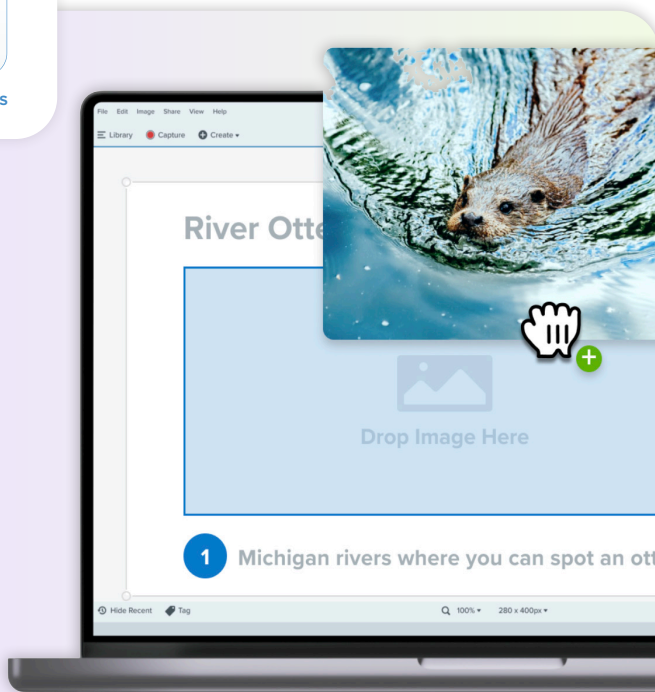 s
File Edit Image Share View Help
Library Capture Create
River Otte
Drop Image Here
1 Michigan rivers where you can spot an ott
Hide Recent Tag 100% 280 x 400px